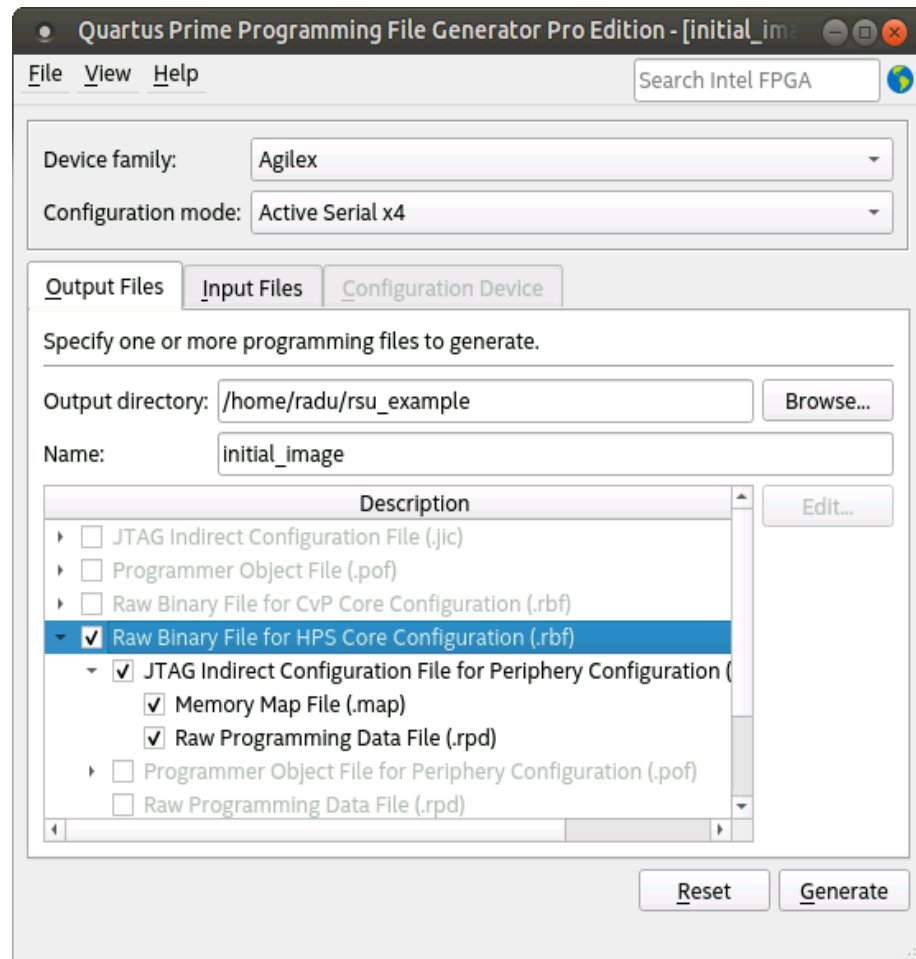 Quartus Prime Programming File Generator Pro Edition - [initial_im
File View Help Search Intel FPGA
Device family: Agilex
Configuration mode: Active Serial x4
Output Files Input Files Configuration Device
Specify one or more programming files to generate.
Output directory: /home/radu/rsu_example Browse...
Name: initial_image
Description Edit...
JTAG Indirect Configuration File (.jic)
Programmer Object File (.pof)
Raw Binary File for CvP Core Configuration (.rbf)
Raw Binary File for HPS Core Configuration (.rbf)
JTAG Indirect Configuration File for Periphery Configuration (
Memory Map File (.map)
Raw Programming Data File (.rpd)
Programmer Object File for Periphery Configuration (.pof)
Raw Programming Data File (.rpd)
Reset Generate